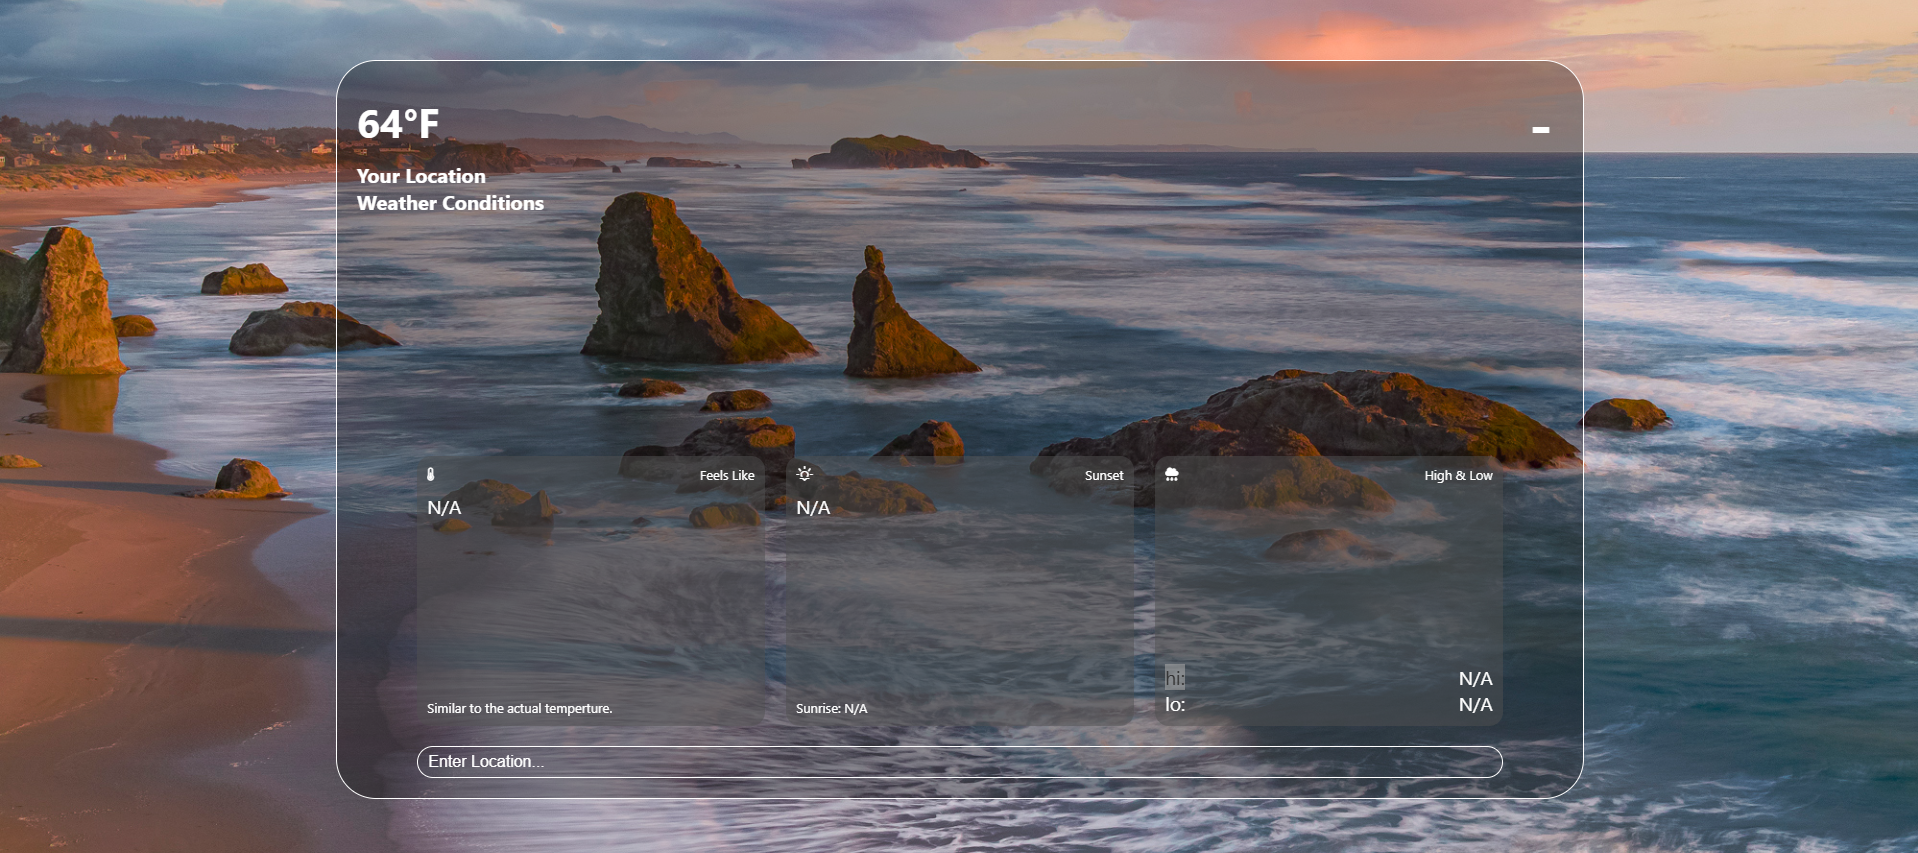 64°F
Your Location
Weather Conditions
Feels Like
N/A
Similar to the actual temperture.
Sunset
N/A
Sunrise: N/A
High & Low
hi: N/A
lo: N/A
Enter Location...